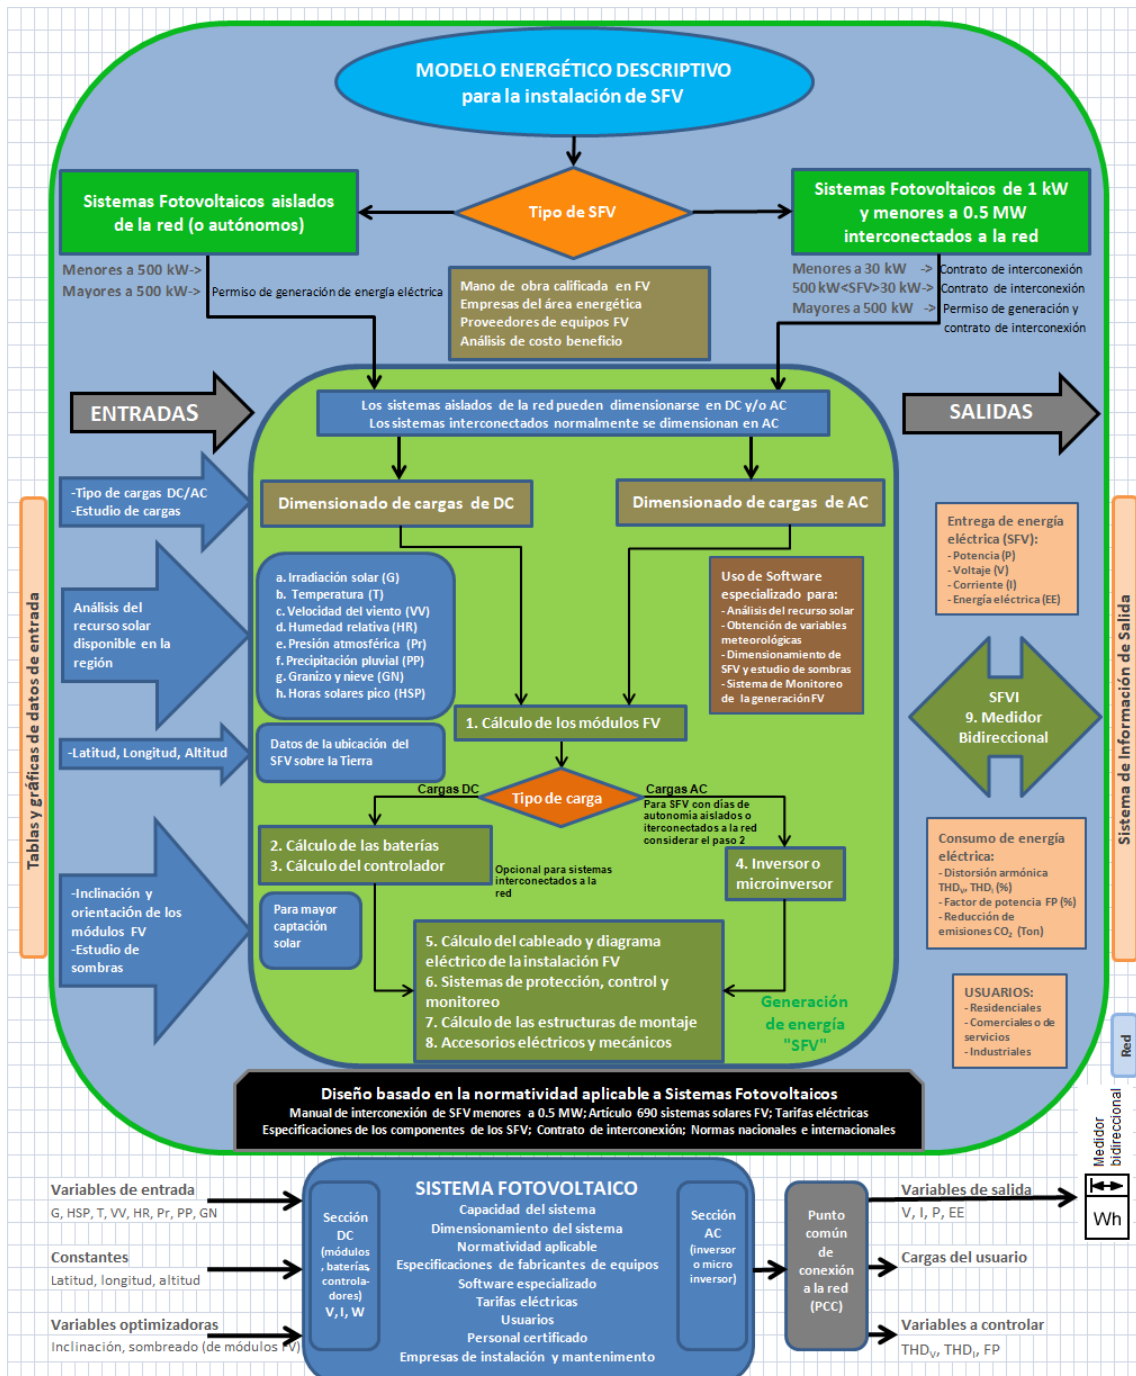 MODELO ENERGÉTICO DESCRIPTIVO
para la instalación de SFV
Tipo de SFV
Sistemas Fotovoltaicos aislados
de la red (o autónomos)
Sistemas Fotovoltaicos de 1 kW
y menores a 0.5 MW
interconectados a la red
Menores a 500 kW->
Mayores a 500 kW-> Permiso de generación de energía eléctrica
Mano de obra calificada en FV
Empresas del área energética
Proveedores de equipos FV
Análisis de costo beneficio
Menores a 30 kW -> Contrato de interconexión
500 kW<SFV>30 kW-> Contrato de interconexión
Mayores a 500 kW -> Permiso de generación y
contrato de interconexión
ENTRADAS
Los sistemas aislados de la red pueden dimensionarse en DC y/o AC
Los sistemas interconectados normalmente se dimensionan en AC
SALIDAS
Tablas y gráficas de datos de entrada
-Tipo de cargas DC/AC
-Estudio de cargas
Dimensionado de cargas de DC
Dimensionado de cargas de AC
Análisis del
recurso solar
disponible en la
región
a. Irradiación solar (G)
b. Temperatura (T)
c. Velocidad del viento (VV)
d. Humedad relativa (HR)
e. Presión atmosférica (Pr)
f. Precipitación pluvial (PP)
g. Granizo y nieve (GN)
h. Horas solares pico (HSP)
Uso de Software
especializado para:
- Análisis del recurso solar
- Obtención de variables
meteorológicas
- Dimensionamiento de
SFV y estudio de sombras
- Sistema de Monitoreo
de la generación FV
Sistema de Información de Salida
Entrega de energía
eléctrica (SFV):
- Potencia (P)
- Voltaje (V)
- Corriente (I)
- Energía eléctrica (EE)
SFVI
9. Medidor
Bidireccional
1. Cálculo de los módulos FV
-Latitud, Longitud, Altitud
Datos de la ubicación del
SFV sobre la Tierra
Tipo de carga
Cargas DC
Cargas AC
Para SFV con días de
autonomía aislados o
iterconectados a la red
considerar el paso 2
2. Cálculo de las baterías
3. Cálculo del controlador
Opcional para sistemas
interconectados a la
red
4. Inversor o
microinversor
-Inclinación y
orientación de los
módulos FV
-Estudio de
sombras
Para mayor
captación
solar
5. Cálculo del cableado y diagrama
eléctrico de la instalación FV
6. Sistemas de protección, control y
monitoreo
7. Cálculo de las estructuras de montaje
8. Accesorios eléctricos y mecánicos
Generación
de energía
"SFV"
Consumo de energía
eléctrica:
- Distorsión armónica
THDV, THDI (%)
- Factor de potencia FP (%)
- Reducción de
emisiones CO2 (Ton)
USUARIOS:
- Residenciales
- Comerciales o de
servicios
- Industriales
Red
Diseño basado en la normatividad aplicable a Sistemas Fotovoltaicos
Manual de interconexión de SFV menores a 0.5 MW; Artículo 690 sistemas solares FV; Tarifas eléctricas
Especificaciones de los componentes de los SFV; Contrato de interconexión; Normas nacionales e internacionales
Medidor
bidireccional
Wh
Variables de entrada
G, HSP, T, VV, HR, Pr, PP, GN
Constantes
Latitud, longitud, altitud
Variables optimizadoras
Inclinación, sombreado (de módulos FV)
Sección
DC
(módulos
, baterías,
controla-
dores)
V, I, W
SISTEMA FOTOVOLTAICO
Capacidad del sistema
Dimensionamiento del sistema
Normatividad aplicable
Especificaciones de fabricantes de equipos
Software especializado
Tarifas eléctricas
Usuarios
Personal certificado
Empresas de instalación y mantenimiento
Sección
AC
(inversor
o micro
inversor)
Punto
común
de
conexión
a la red
(PCC)
Variables de salida
V, I, P, EE
Cargas del usuario
Variables a controlar
THDV, THDI, FP